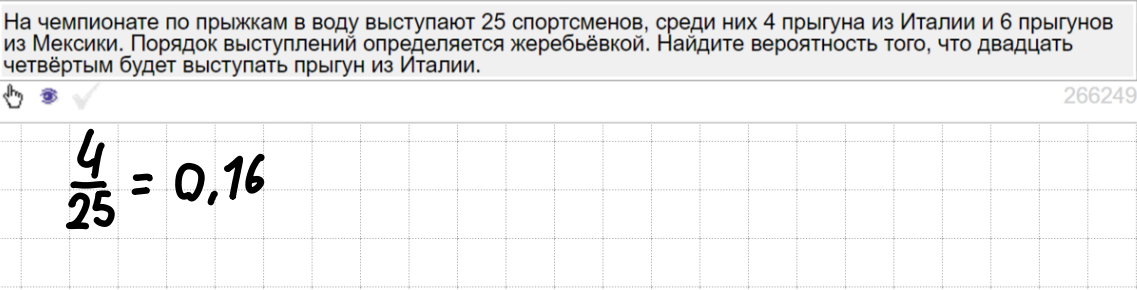 На чемпионате по прыжкам в воду выступают 25 спортсменов, среди них 4 прыгуна из Италии и 6 прыгунов
из Мексики. Порядок выступлений определяется жеребьёвкой. Найдите вероятность того, что двадцать
четвёртым будет выступать прыгун из Италии.
266249
4/25 = 0,16